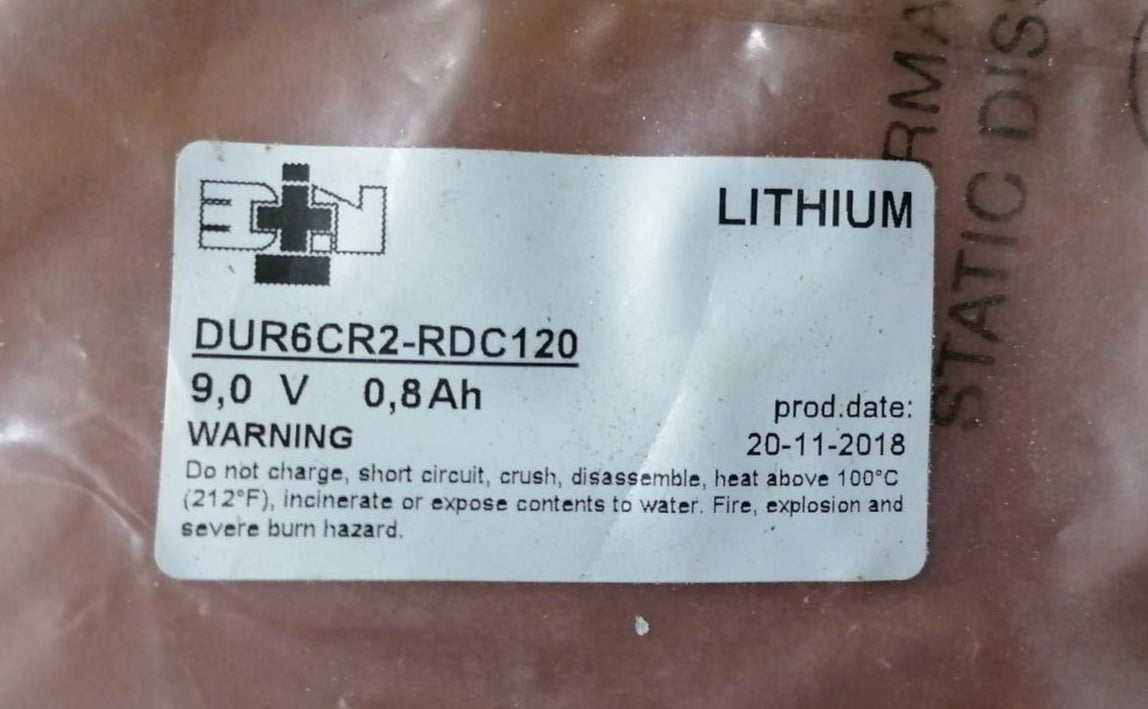 LITHIUM
DUR6CR2-RDC120
9,0 V 0,8Ah
prod.date:
WARNING
20-11-2018
Do not charge, short circuit, crush, disassemble, heat above 100°C
(212°F), incinerate or expose contents to water. Fire, explosion and
severe burn hazard.
RMA
STATIC DIS